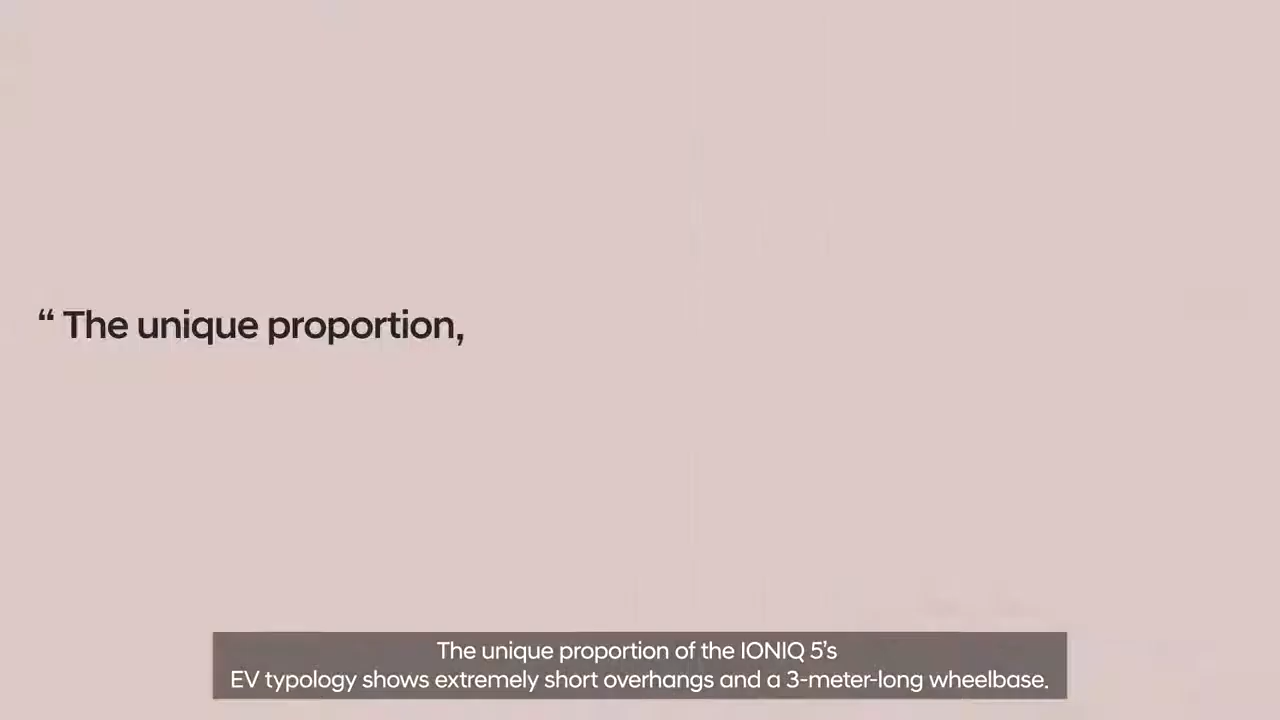 “ The unique proportion,
The unique proportion of the IONIQ 5’s
EV typology shows extremely short overhangs and a 3-meter-long wheelbase.